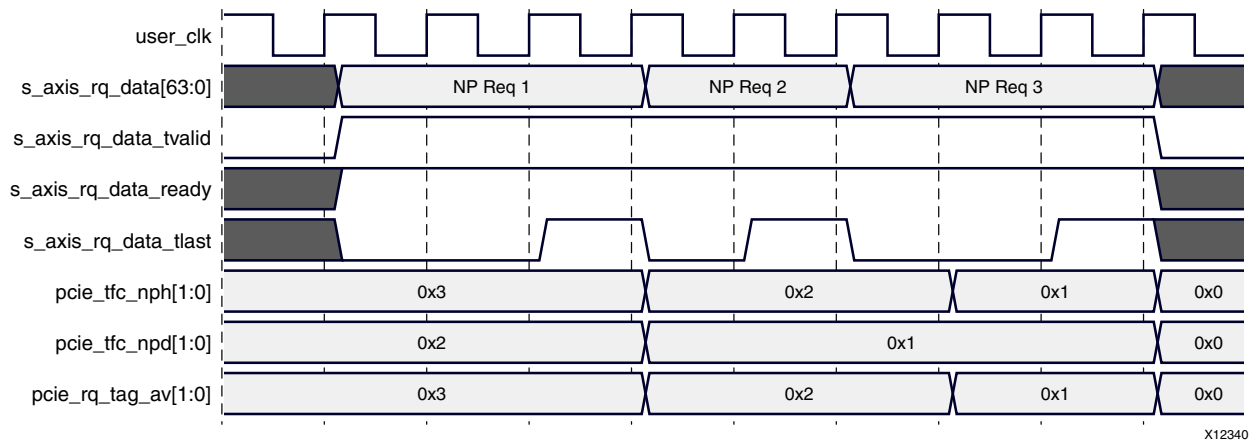 user_clk
s_axis_rq_data[63:0] NP Req 1 NP Req 2 NP Req 3
s_axis_rq_data_tvalid
s_axis_rq_data_ready
s_axis_rq_data_tlast
pcie_tfc_nph[1:0] 0x3 0x2 0x1 0x0
pcie_tfc_npd[1:0] 0x2 0x1 0x0
pcie_rq_tag_av[1:0] 0x3 0x2 0x1 0x0
X12340